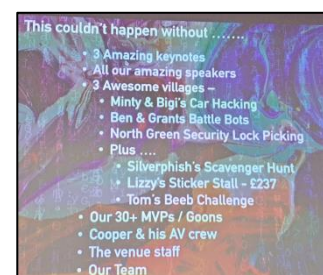 This couldn't happen without .......
• 3 Amazing keynotes
• All our amazing speakers
• 3 Awesome villages –
• Minty & Bigi's Car Hacking
• Ben & Grants Battle Bots
• North Green Security Lock Picking
• Plus ....
• Silverphish's Scavenger Hunt
• Lizzy's Sticker Stall - £237
• Tom's Beeb Challenge
• Our 30+ MVPs / Goons
• Cooper & his AV crew
• The venue staff
• Our Team